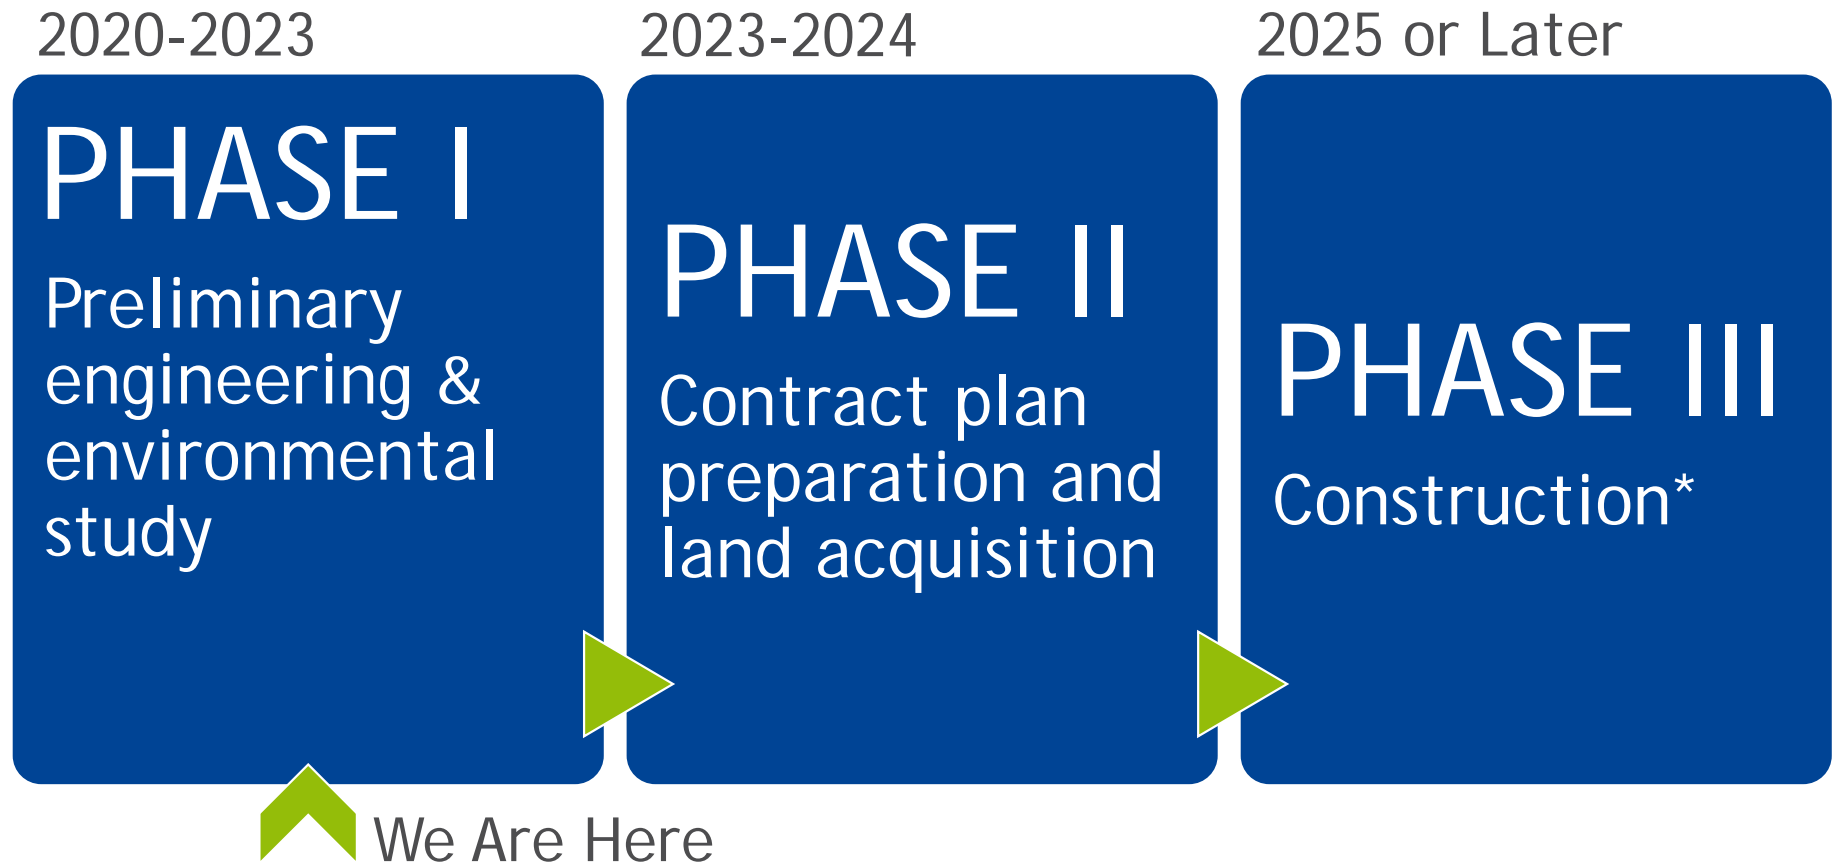 2020-2023
PHASE I
Preliminary
engineering &
environmental
study
2023-2024
PHASE II
Contract plan
preparation and
land acquisition
2025 or Later
PHASE III
Construction*
We Are Here